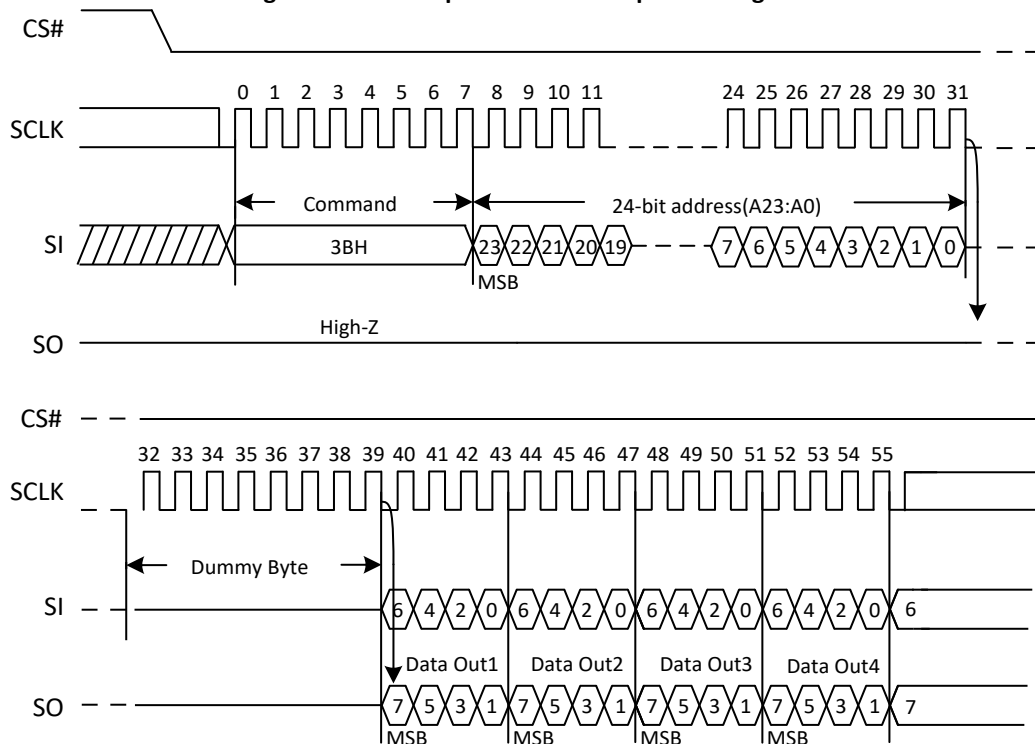 CS#
0 1 2 3 4 5 6 7 8 9 10 11 24 25 26 27 28 29 30 31
SCLK
Command 24-bit address(A23:A0)
SI 3BH 23 22 21 20 19 7 6 5 4 3 2 1 0
MSB
High-Z
SO
CS#
32 33 34 35 36 37 38 39 40 41 42 43 44 45 46 47 48 49 50 51 52 53 54 55
SCLK
Dummy Byte
SI 6 4 2 0 6 4 2 0 6 4 2 0 6 4 2 0 6
Data Out1 Data Out2 Data Out3 Data Out4
SO 7 5 3 1 7 5 3 1 7 5 3 1 7 5 3 1 7
MSB MSB MSB MSB